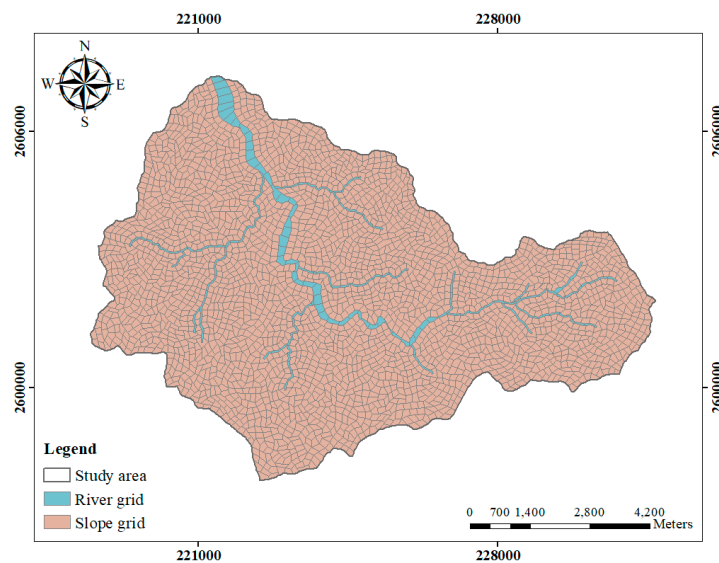 221000 228000
N
W E
S
2606000 2606000
2600000 2600000
Legend
Study area
River grid
Slope grid
0 700 1,400 2,800 4,200
Meters
221000 228000